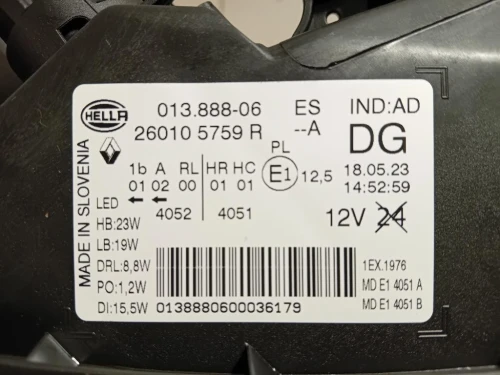 HELLA 013.888-06 ES IND:AD
26010 5759 R --A DG
MADE IN SLOVENIA
PL
1b A RL HR HC E1 12,5 18.05.23
01 02 00 01 01 14:52:59
LED
4052 4051 12V 24
HB:23W
LB:19W
DRL:8,8W 1EX.1976
PO:1,2W MD E1 4051 A
DI:15,5W 0138880600036179 MD E1 4051 B